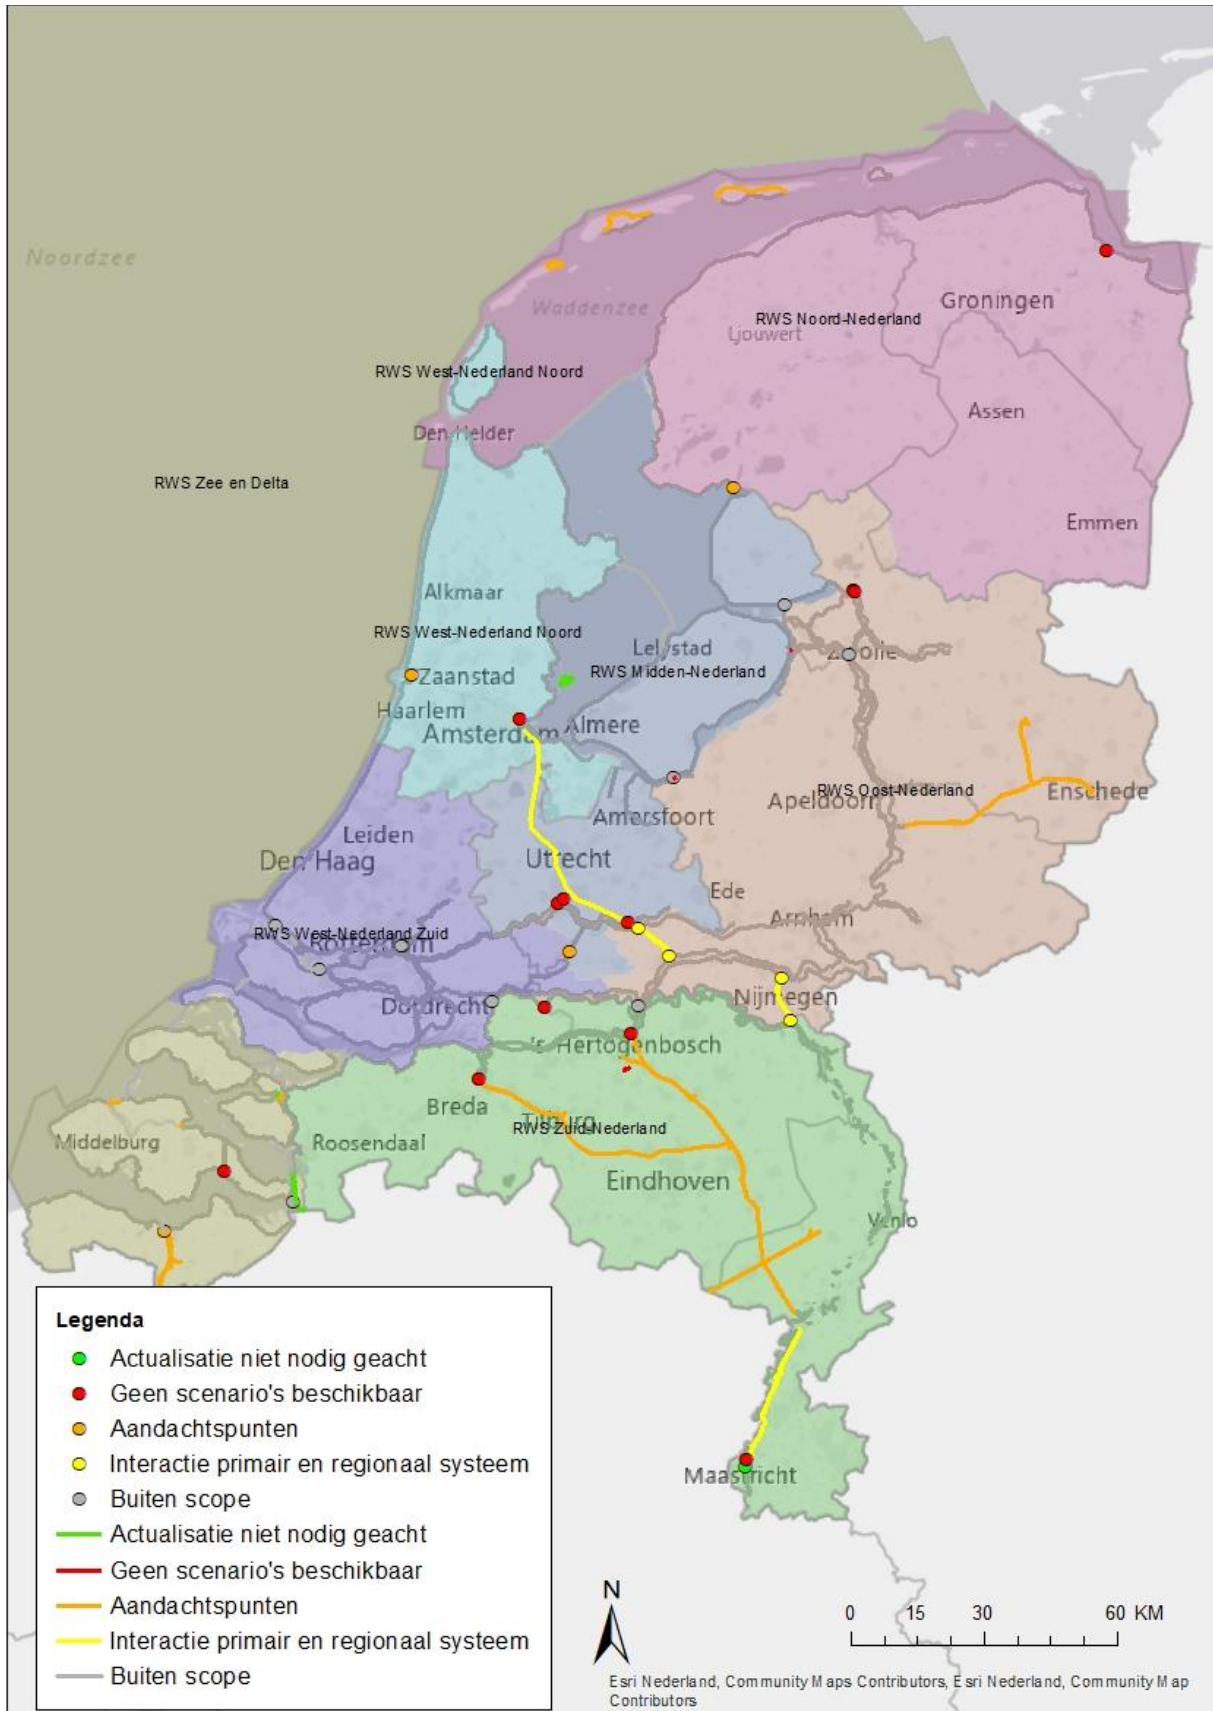 Noordzee
Waddenzee
Groningen
RWS Noord-Nederland
Ljouwert
RWS West-Nederland Noord
Assen
Den Helder
RWS Zee en Delta
Emmen
Alkmaar
RWS West-Nederland Noord
Lelystad
Zwolle
RWS Midden-Nederland
Zaanstad
Haarlem
Almere
Amsterdam
RWS Oost-Nederland
Enschede
Apeldoorn
Amersfoort
Leiden
Den Haag
Utrecht
Ede
Arnhem
RWS West-Nederland Zuid
Rotterdam
Nijmegen
Dordrecht
's Hertogenbosch
Breda
Tilburg
RWS Zuid-Nederland
Middelburg
Roosendaal
Eindhoven
Venlo
Maastricht
Legenda
Actualisatie niet nodig geacht
Geen scenario's beschikbaar
Aandachtspunten
Interactie primair en regionaal systeem
Buiten scope
Actualisatie niet nodig geacht
Geen scenario's beschikbaar
Aandachtspunten
Interactie primair en regionaal systeem
Buiten scope
N
0 15 30 60 KM
Esri Nederland, Community Maps Contributors, Esri Nederland, Community Map
Contributors